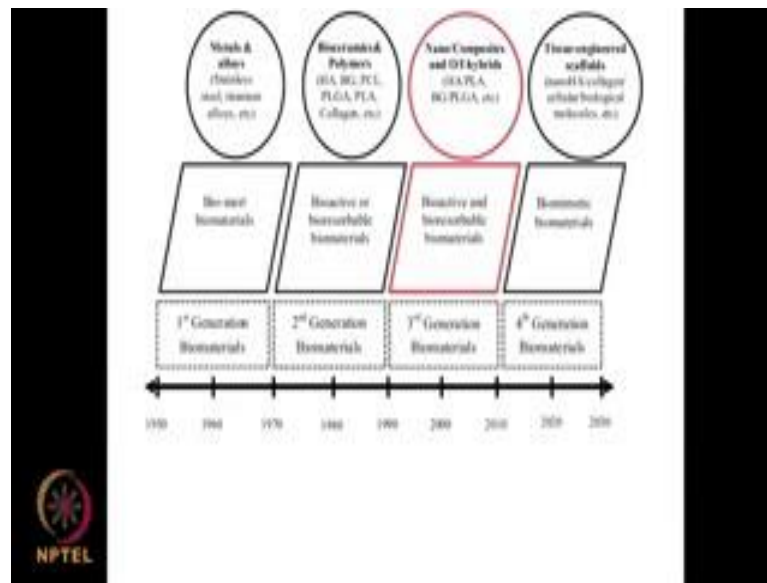 Metals &
alloys
(Stainless
steel, titanium
alloys, etc)
Bioceramics &
Polymers
(HA, BG, PCL,
PLGA, PLA,
Collagen, etc)
Nano/Composites
and O/I hybrids
(HA/PLA,
BG/PLGA, etc)
Tissue-engineered
scaffolds
(nanoHA/collagen/
cellular/biological
molecules, etc)
Bio-inert
biomaterials
Bioactive or
bioresorbable
biomaterials
Bioactive and
bioresorbable
biomaterials
Biomimetic
biomaterials
1st Generation
Biomaterials
2nd Generation
Biomaterials
3rd Generation
Biomaterials
4th Generation
Biomaterials
1950 1960 1970 1980 1990 2000 2010 2020 2030
NPTEL